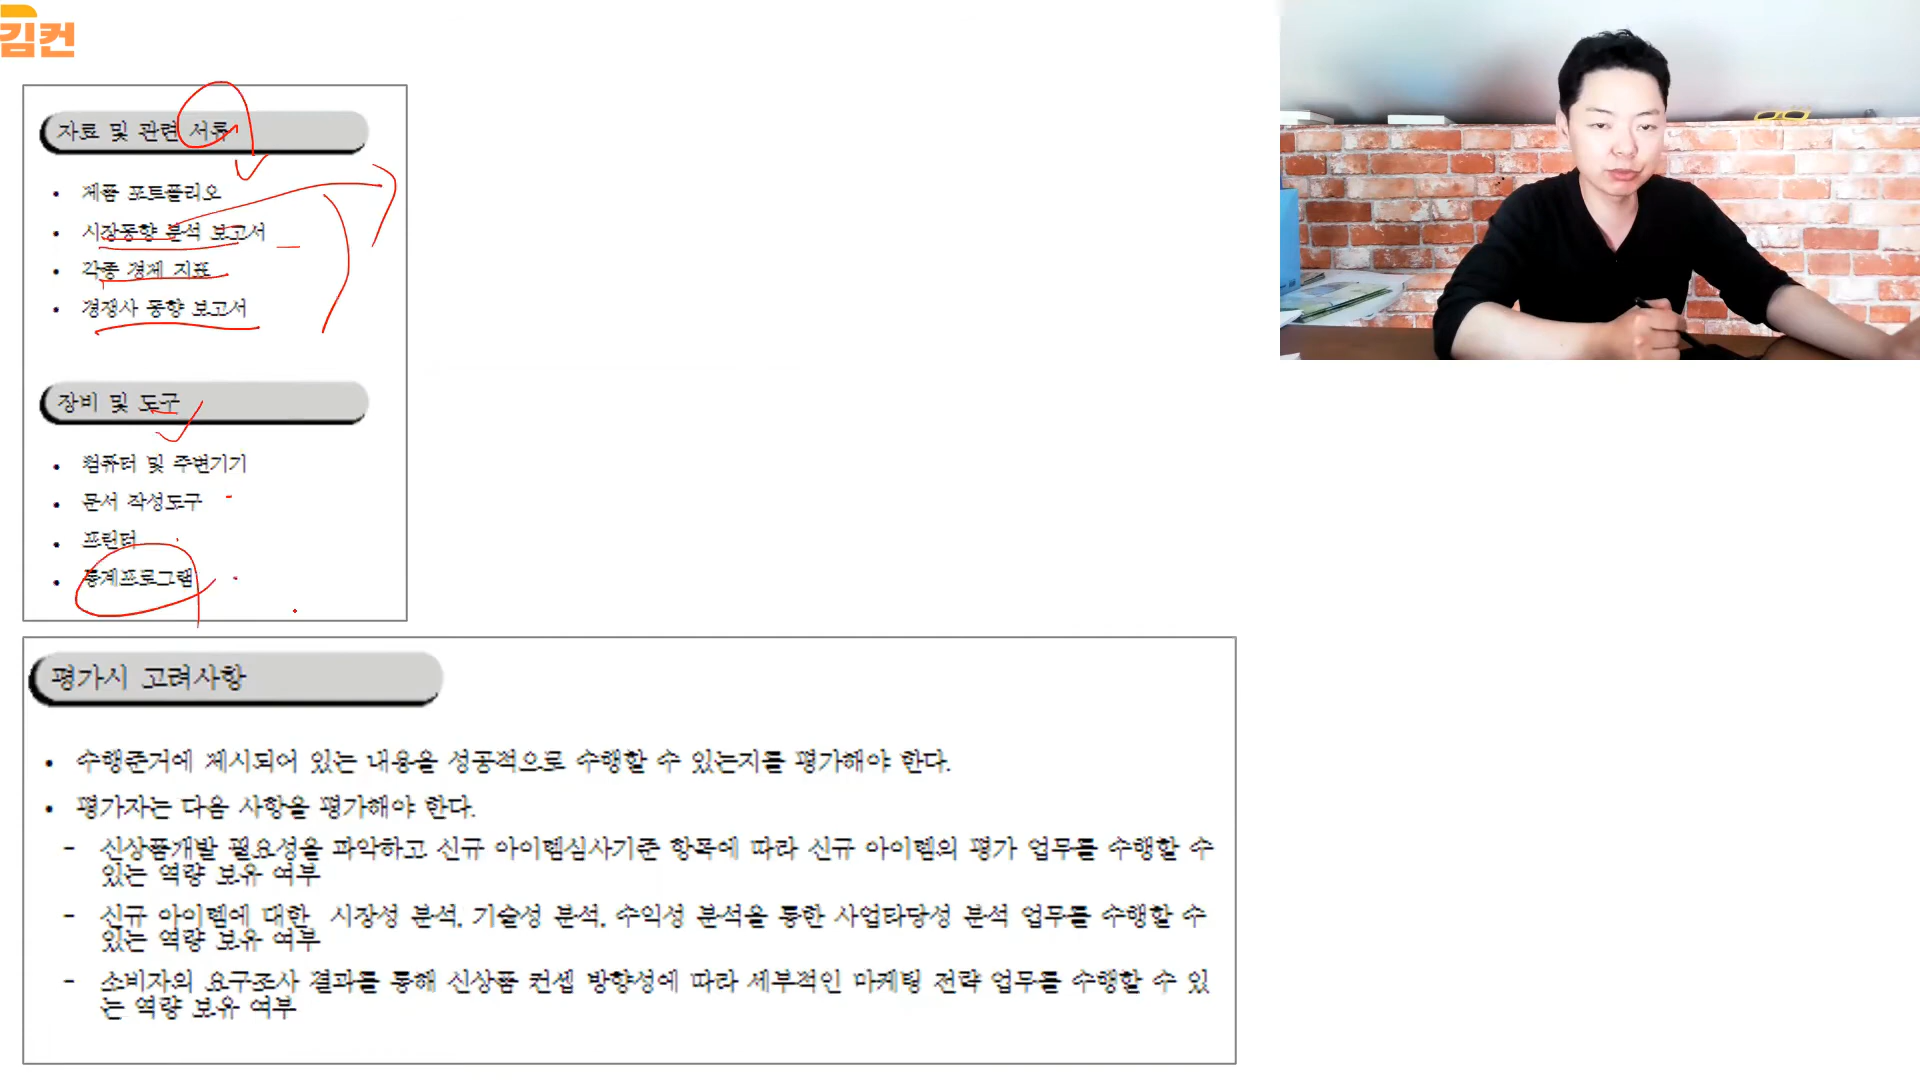 김컨
자료 및 관련 서류
• 제품 포트폴리오
• 시장동향 분석 보고서
• 각종 경제 지표
• 경쟁사 동향 보고서
장비 및 도구
• 컴퓨터 및 주변기기
• 문서 작성도구
• 프린터
• 통계프로그램
평가시 고려사항
• 수행준거에 제시되어 있는 내용을 성공적으로 수행할 수 있는지를 평가해야 한다.
• 평가자는 다음 사항을 평가해야 한다.
- 신상품개발 필요성을 파악하고 신규 아이템심사기준 항목에 따라 신규 아이템의 평가 업무를 수행할 수
있는 역량 보유 여부
- 신규 아이템에 대한 시장성 분석, 기술성 분석, 수익성 분석을 통한 사업타당성 분석 업무를 수행할 수
있는 역량 보유 여부
- 소비자의 요구조사 결과를 통해 신상품 컨셉 방향성에 따라 세부적인 마케팅 전략 업무를 수행할 수 있
는 역량 보유 여부